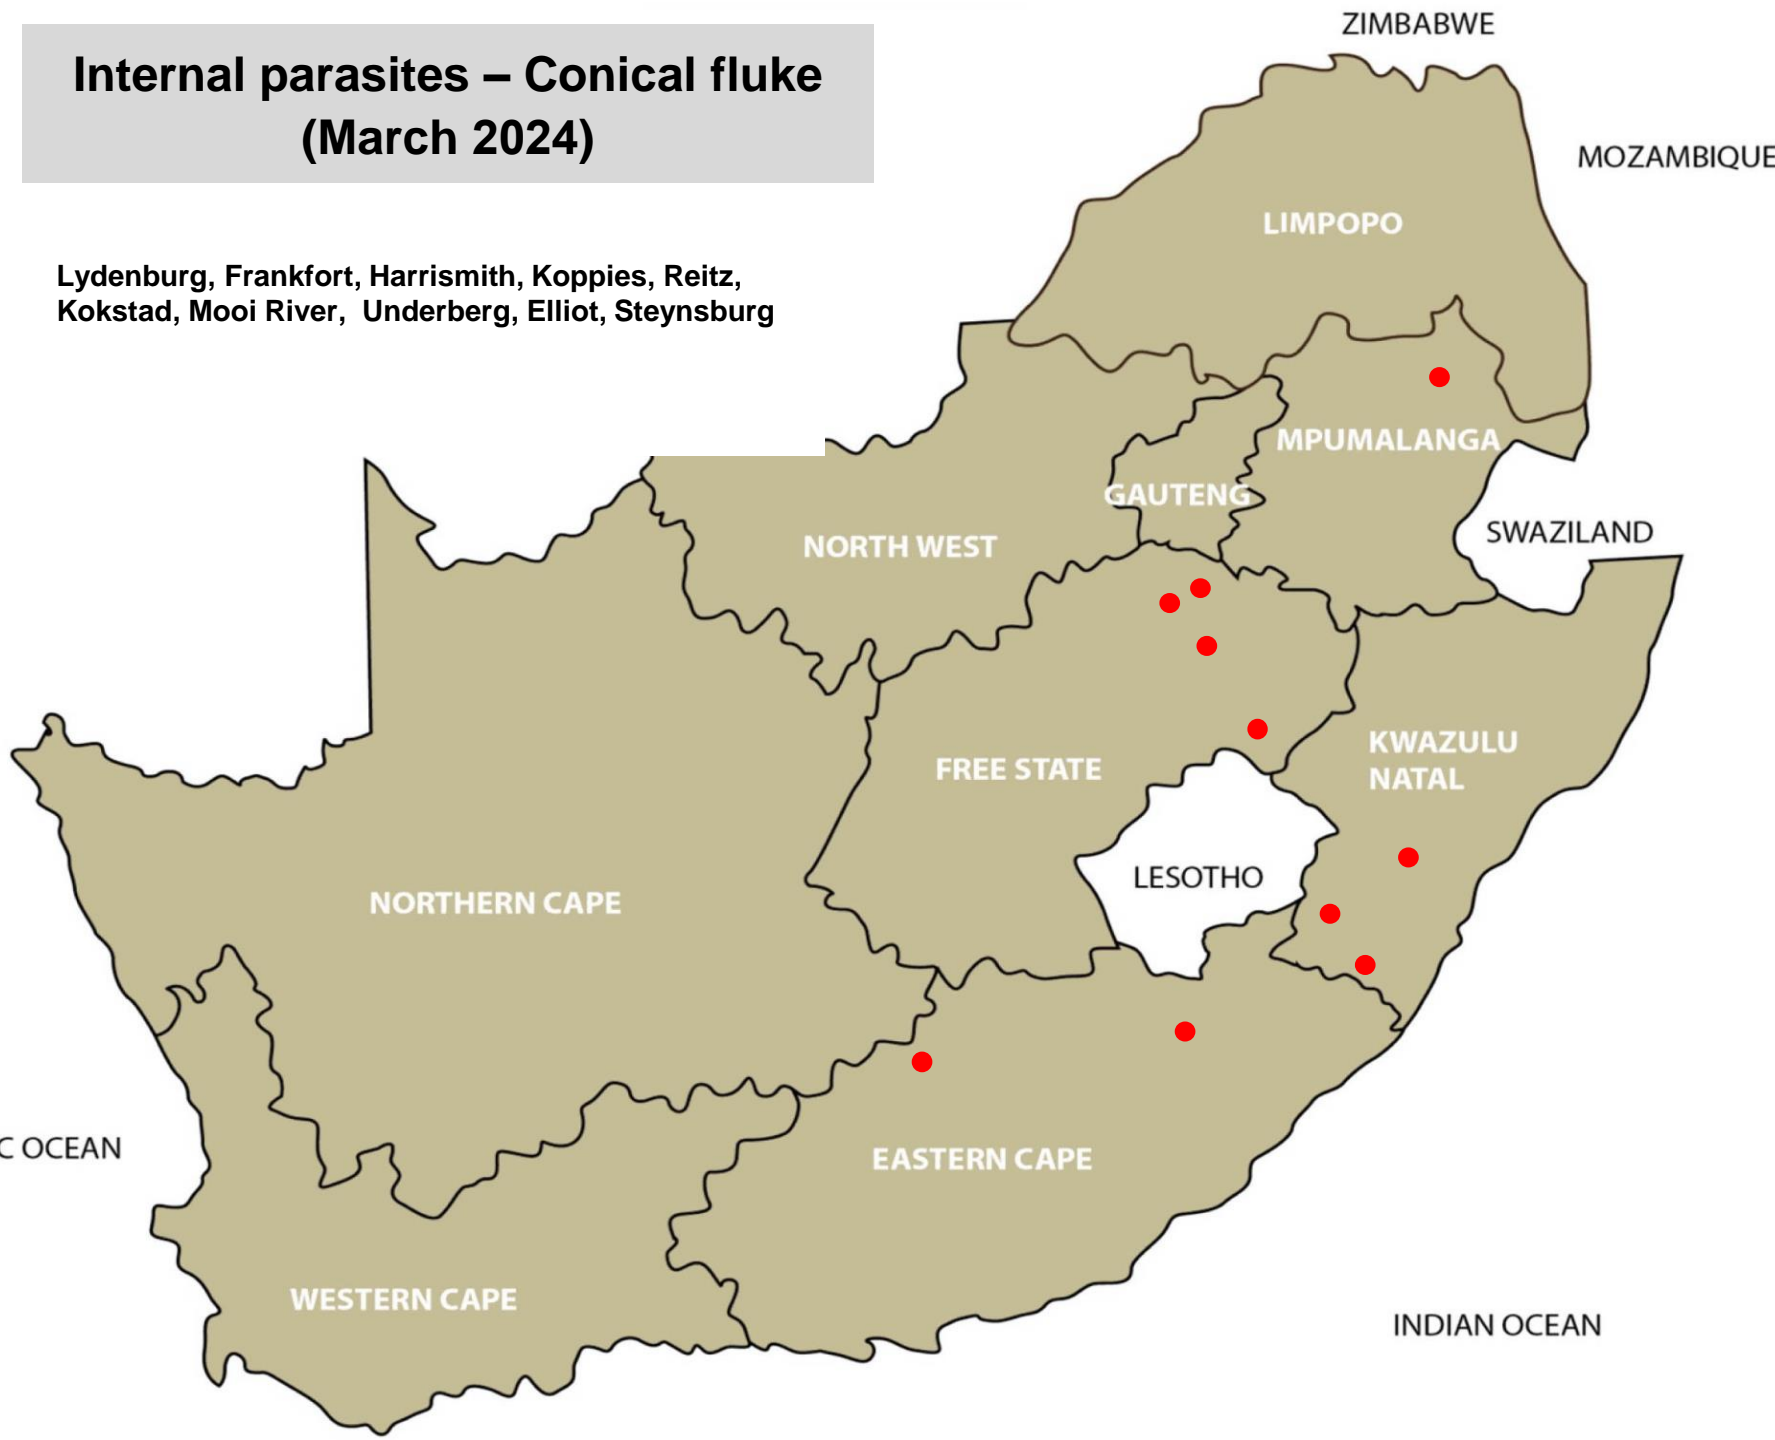 Internal parasites – Conical fluke
(March 2024)
Lydenburg, Frankfort, Harrismith, Koppies, Reitz,
Kokstad, Mooi River,  Underberg, Elliot, Steynsburg
ZIMBABWE
MOZAMBIQUE
LIMPOPO
MPUMALANGA
GAUTENG
SWAZILAND
NORTH WEST
KWAZULU
NATAL
FREE STATE
LESOTHO
NORTHERN CAPE
C OCEAN
EASTERN CAPE
WESTERN CAPE
INDIAN OCEAN